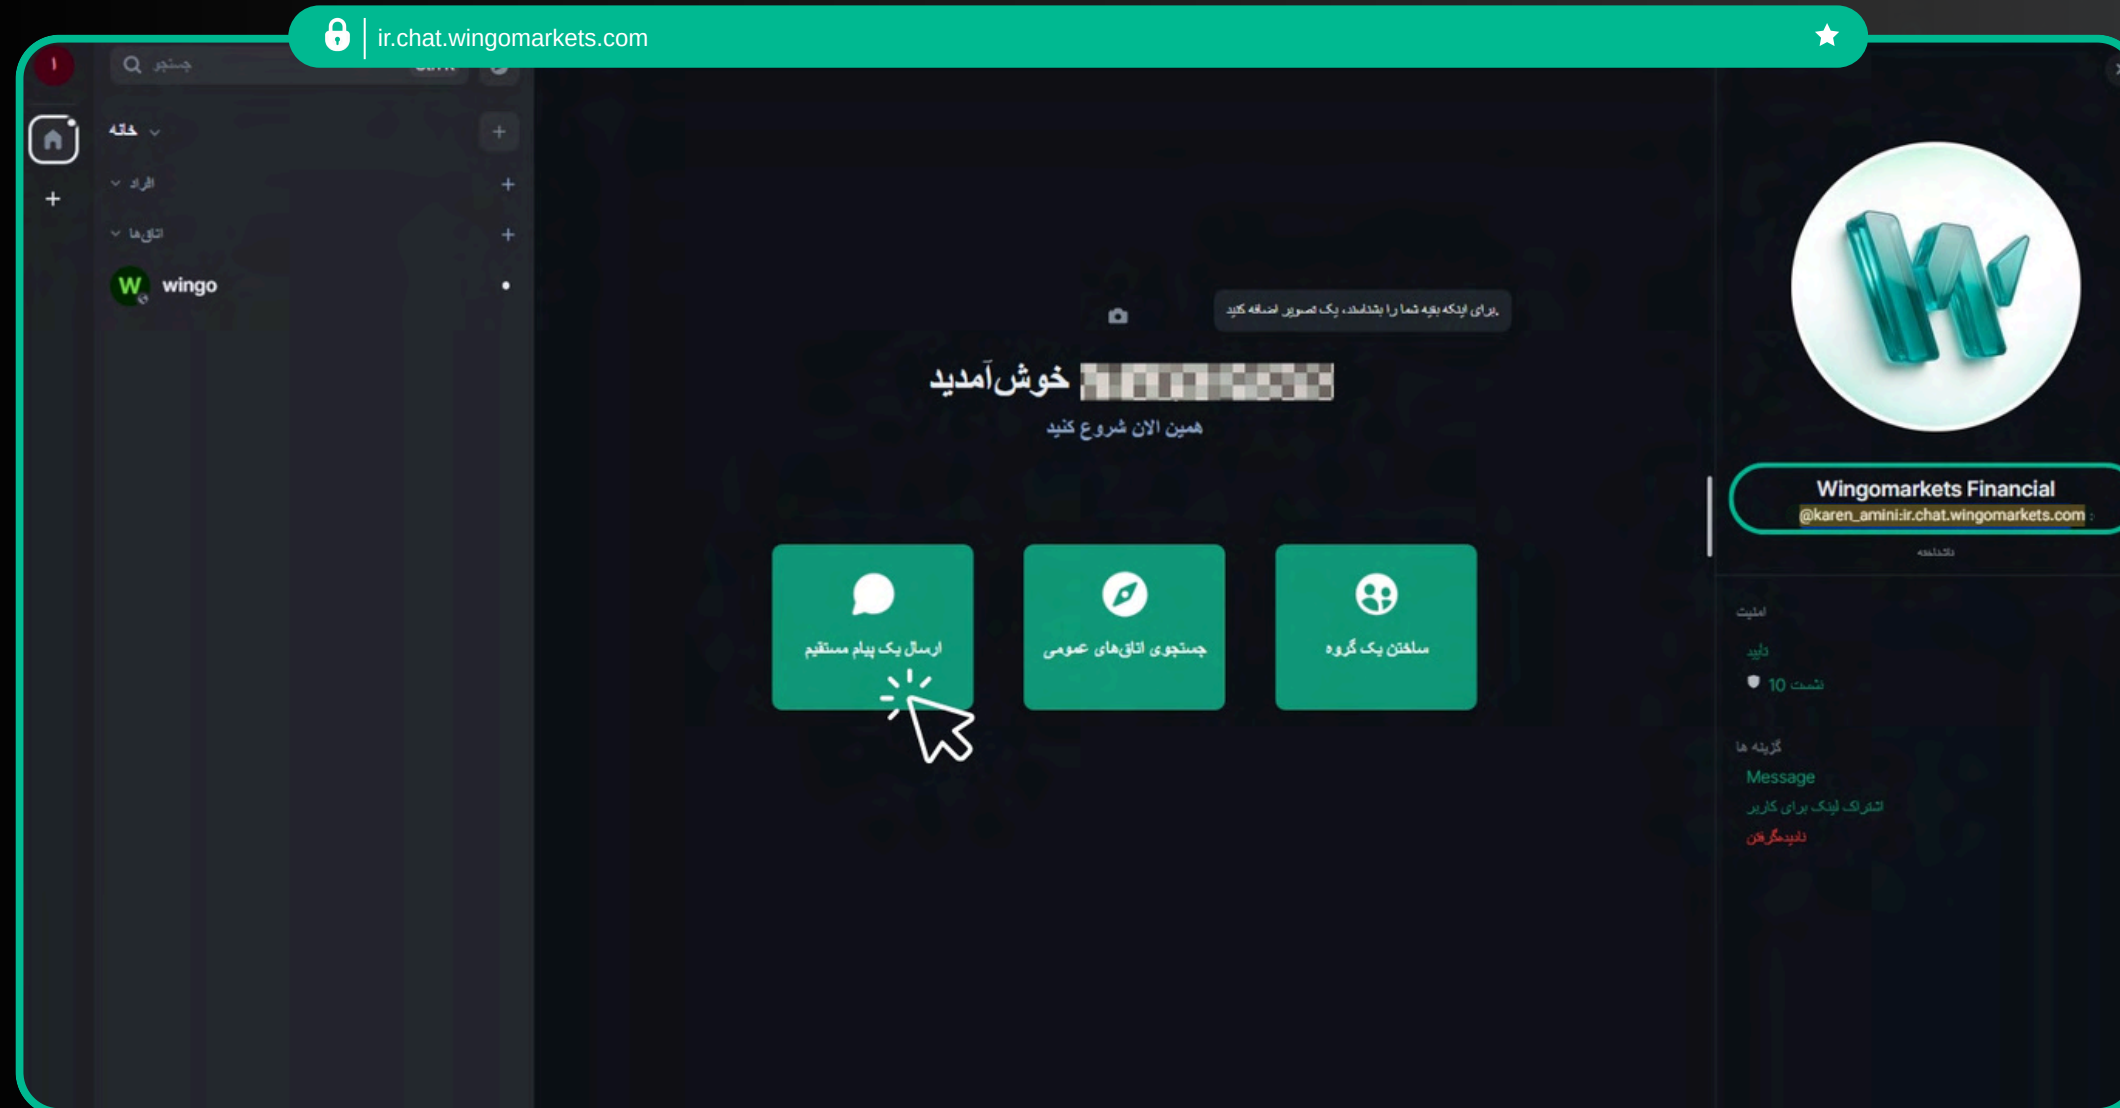 ir.chat.wingomarkets.com
جستجو
خانه
افراد
اتاق‌ها
W wingo
برای اینکه بقیه شما را بشناسند، یک تصویر اضافه کنید.
خوش‌آمدید
همین الان شروع کنید
ارسال یک پیام مستقیم
جستجوی اتاق‌های عمومی
ساختن یک گروه
Wingomarkets Financial
@karen_amini:ir.chat.wingomarkets.com
امنیت
تأیید
10 نشست
گزینه ها
Message
اشتراک لینک برای کاربر
نادیده‌گرفتن